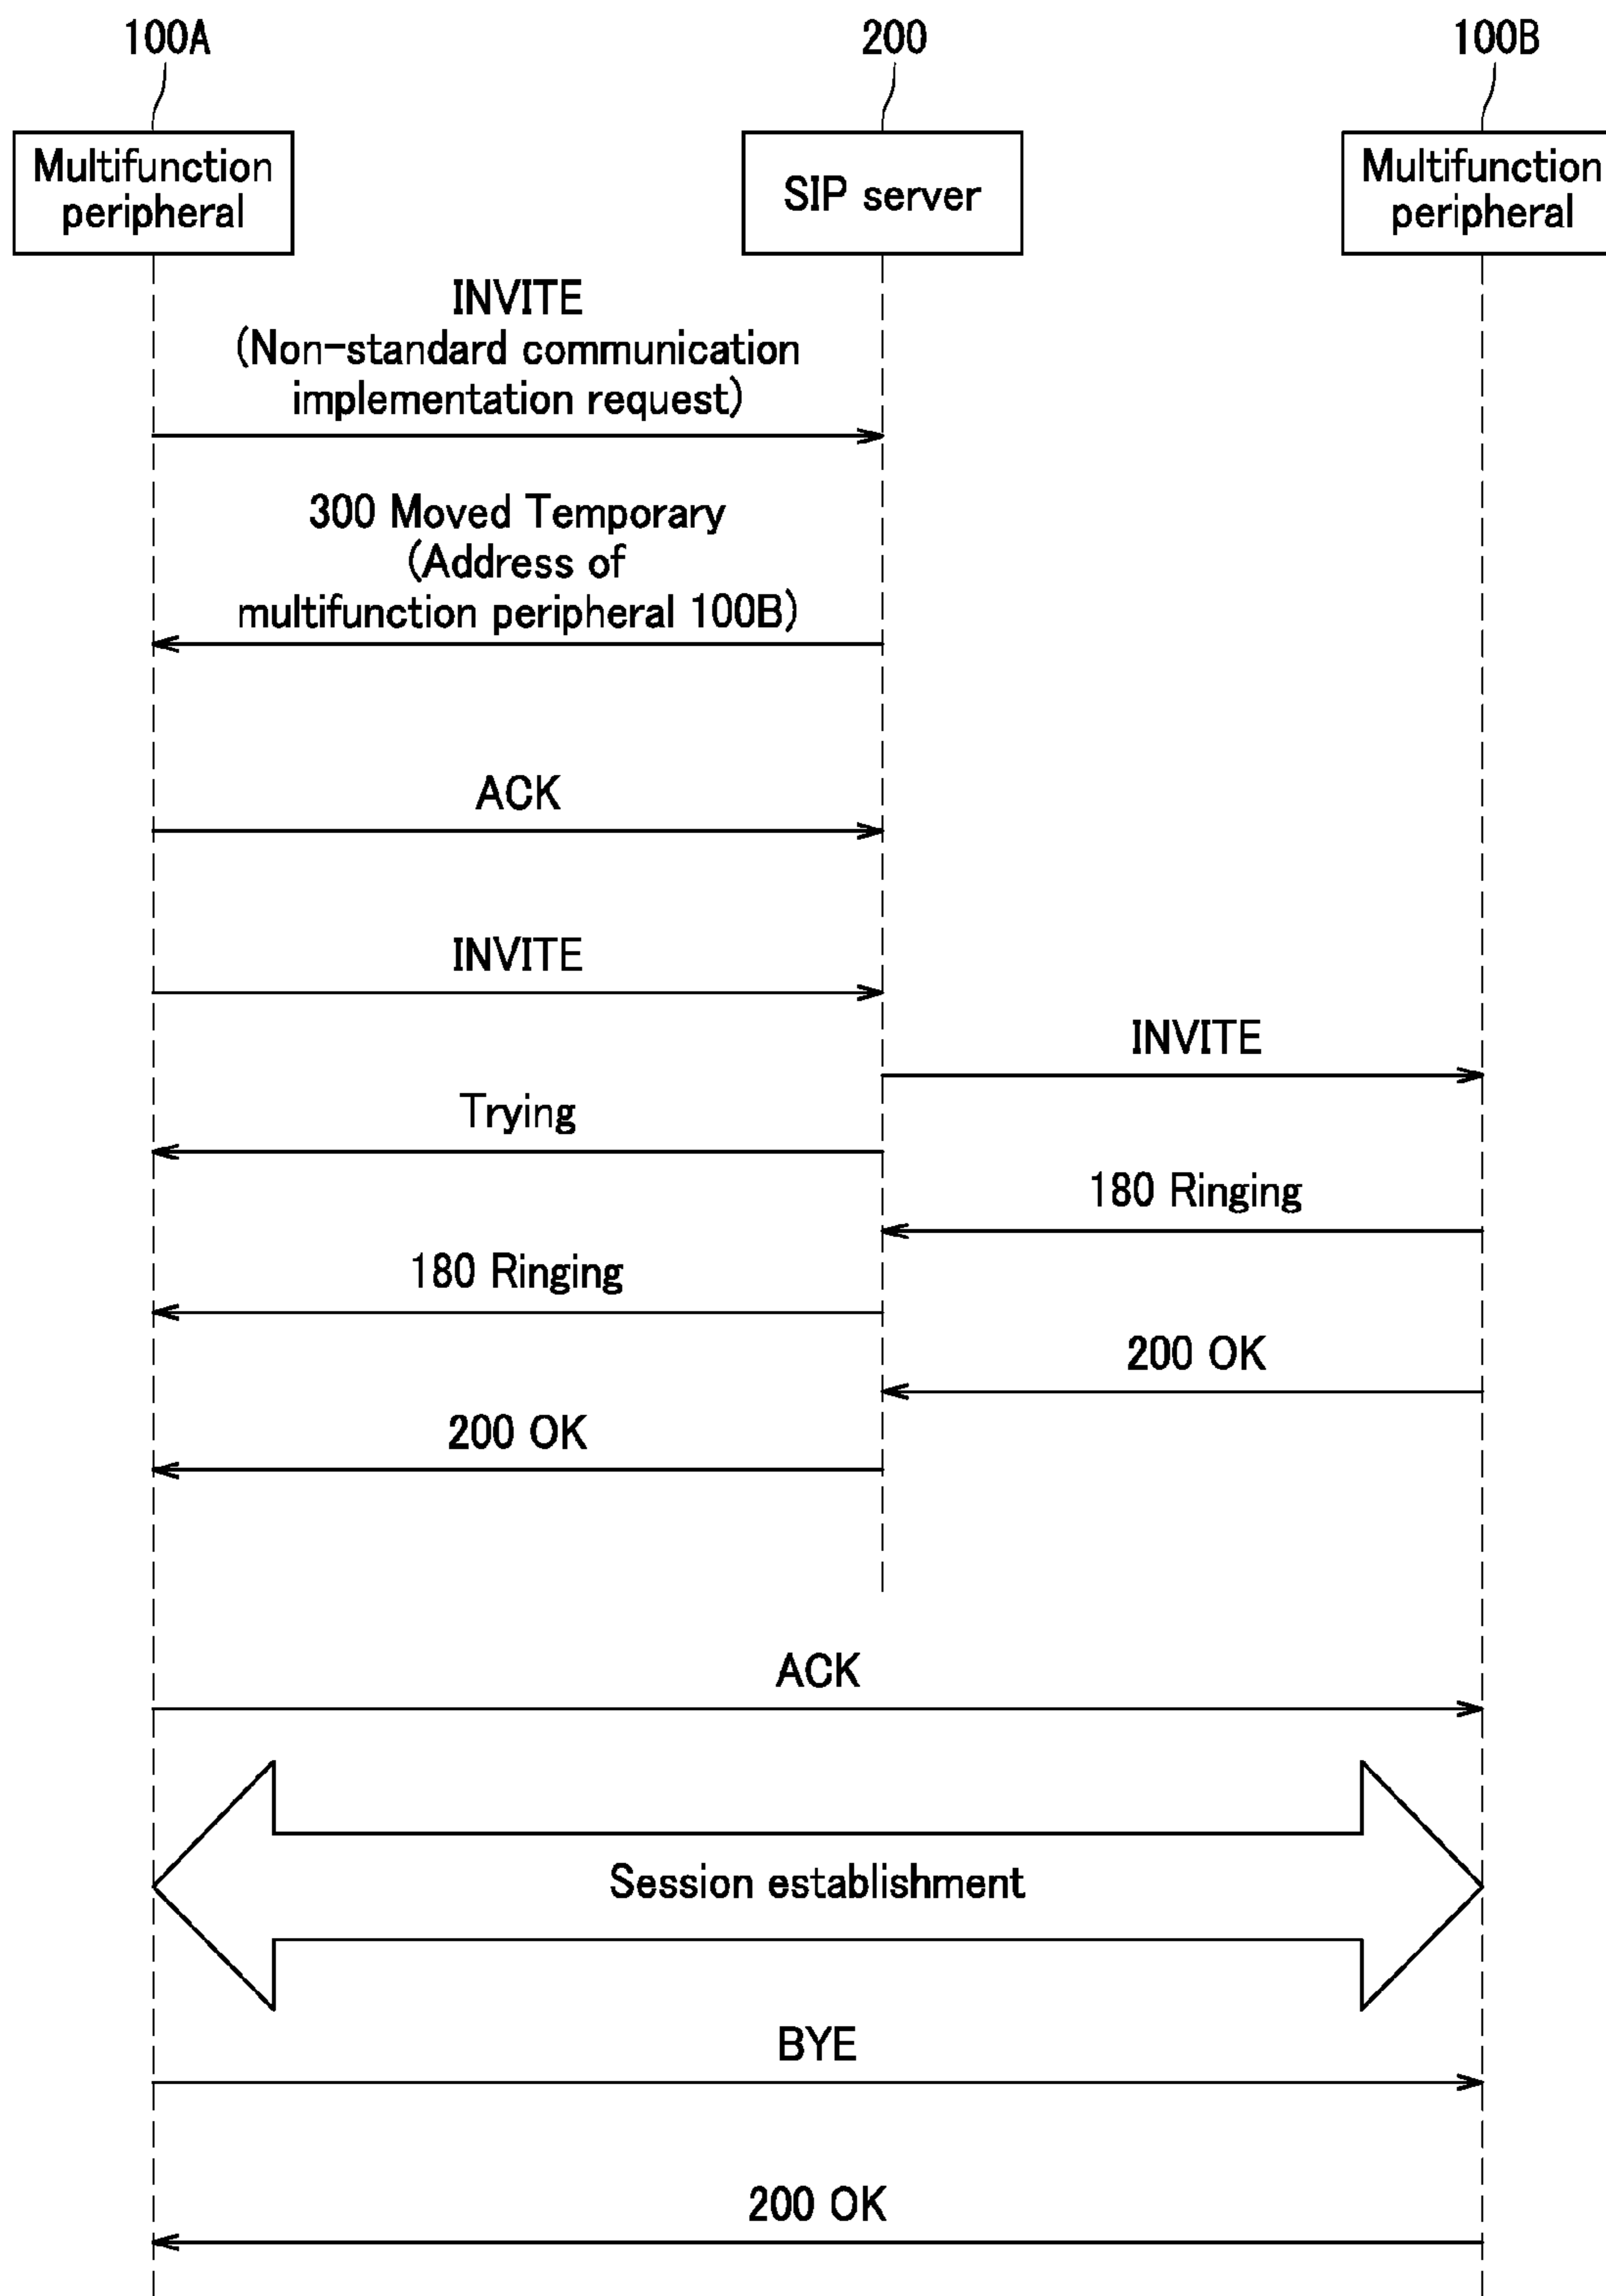 100A
200
100B
Multifunction
peripheral
SIP server
Multifunction
peripheral
INVITE
(Non-standard communication
implementation request)
300 Moved Temporary
(Address of
multifunction peripheral 100B)
ACK
INVITE
INVITE
Trying
180 Ringing
180 Ringing
200 OK
200 OK
ACK
Session establishment
BYE
200 OK